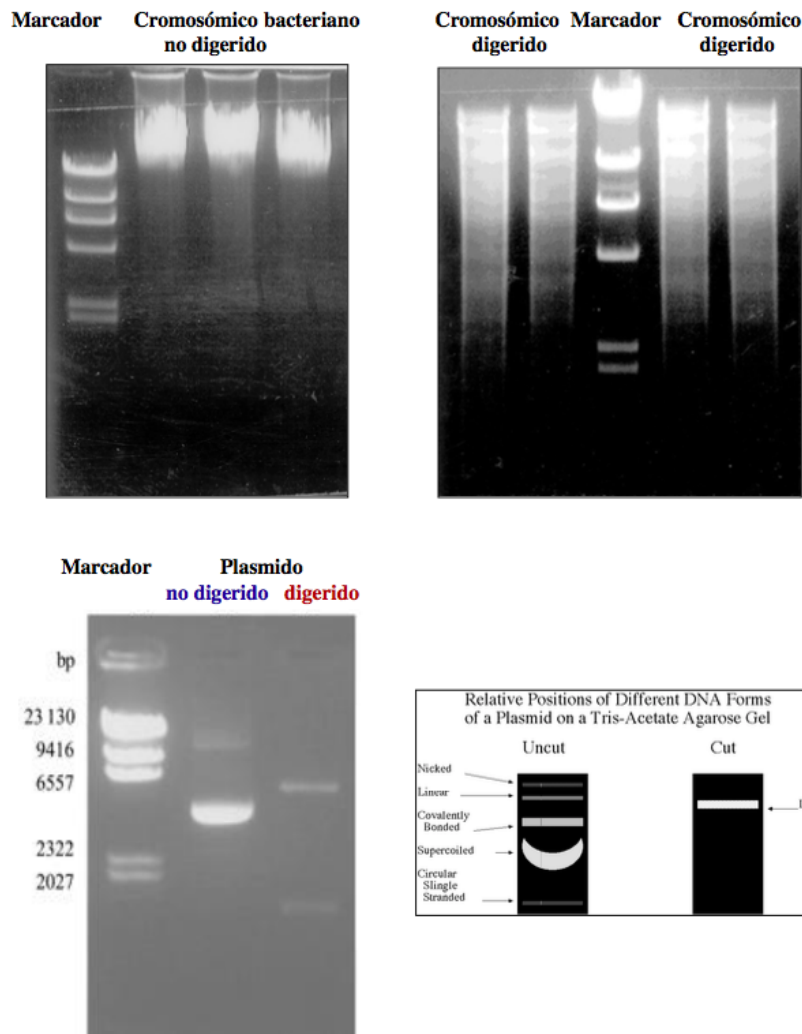 Marcador
Cromosómico bacteriano
no digerido
Cromosómico
digerido
Marcador
Cromosómico
digerido
Marcador
Plasmido
no digerido
digerido
bp
23 130
9416
6557
2322
2027
Relative Positions of Different DNA Forms
of a Plasmid on a Tris-Acetate Agarose Gel
Uncut
Cut
Nicked
Linear
Covalently
Bonded
Supercoiled
Circular
Slingle
Stranded